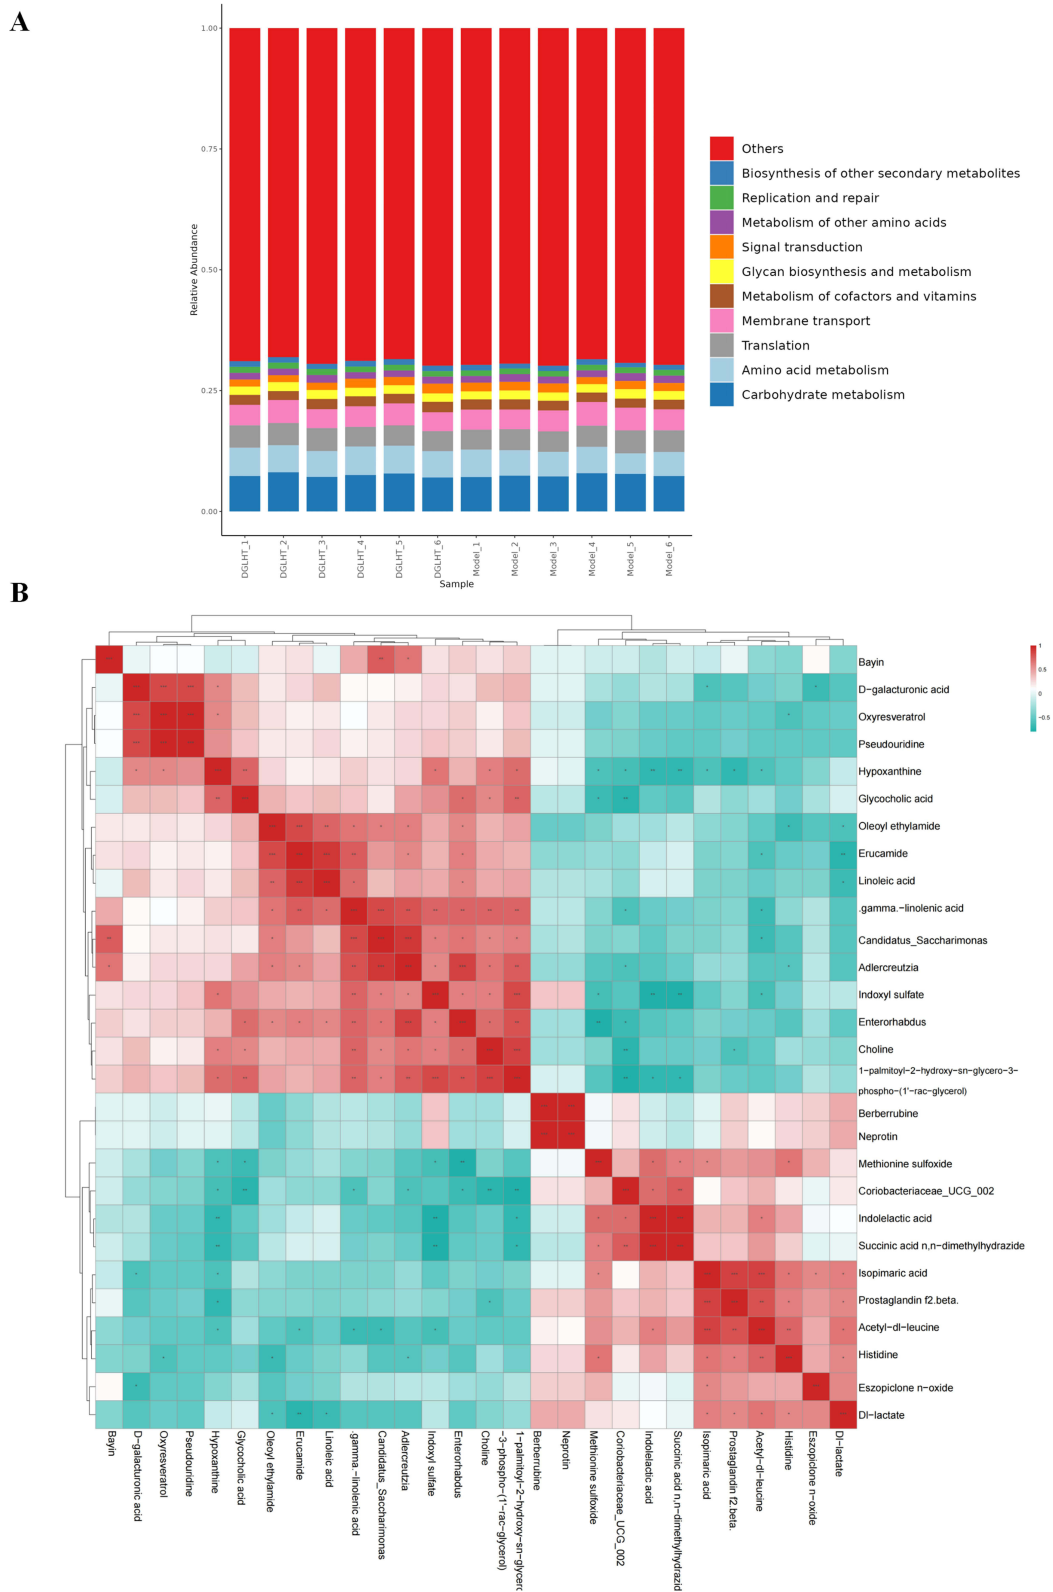 A
1.00
0.75
0.50
0.25
0.00
Relative Abundance
DGLHT_1
DGLHT_2
DGLHT_3
DGLHT_4
DGLHT_5
DGLHT_6
Model_1
Model_2
Model_3
Model_4
Model_5
Model_6
Sample
Others
Biosynthesis of other secondary metabolites
Replication and repair
Metabolism of other amino acids
Signal transduction
Glycan biosynthesis and metabolism
Metabolism of cofactors and vitamins
Membrane transport
Translation
Amino acid metabolism
Carbohydrate metabolism
B
1
0.5
0
−0.5
Bayin
D−galacturonic acid
Oxyresveratrol
Pseudouridine
Hypoxanthine
Glycocholic acid
Oleoyl ethylamide
Erucamide
Linoleic acid
.gamma.−linolenic acid
Candidatus_Saccharimonas
Adlercreutzia
Indoxyl sulfate
Enterorhabdus
Choline
1−palmitoyl−2−hydroxy−sn−glycero−3−
phospho−(1'−rac−glycerol)
Berberrubine
Neprotin
Methionine sulfoxide
Coriobacteriaceae_UCG_002
Indolelactic acid
Succinic acid n,n−dimethylhydrazide
Isopimaric acid
Prostaglandin f2.beta.
Acetyl−dl−leucine
Histidine
Eszopiclone n−oxide
Dl−lactate
Bayin
D−galacturonic acid
Oxyresveratrol
Pseudouridine
Hypoxanthine
Glycocholic acid
Oleoyl ethylamide
Erucamide
Linoleic acid
.gamma.−linolenic acid
Candidatus_Saccharimonas
Adlercreutzia
Indoxyl sulfate
Enterorhabdus
Choline
−3−phospho−(1'−rac−glycerol)
1−palmitoyl−2−hydroxy−sn−glycero
Berberrubine
Neprotin
Methionine sulfoxide
Coriobacteriaceae_UCG_002
Indolelactic acid
Succinic acid n,n−dimethylhydrazid
Isopimaric acid
Prostaglandin f2.beta.
Acetyl−dl−leucine
Histidine
Eszopiclone n−oxide
Dl−lactate